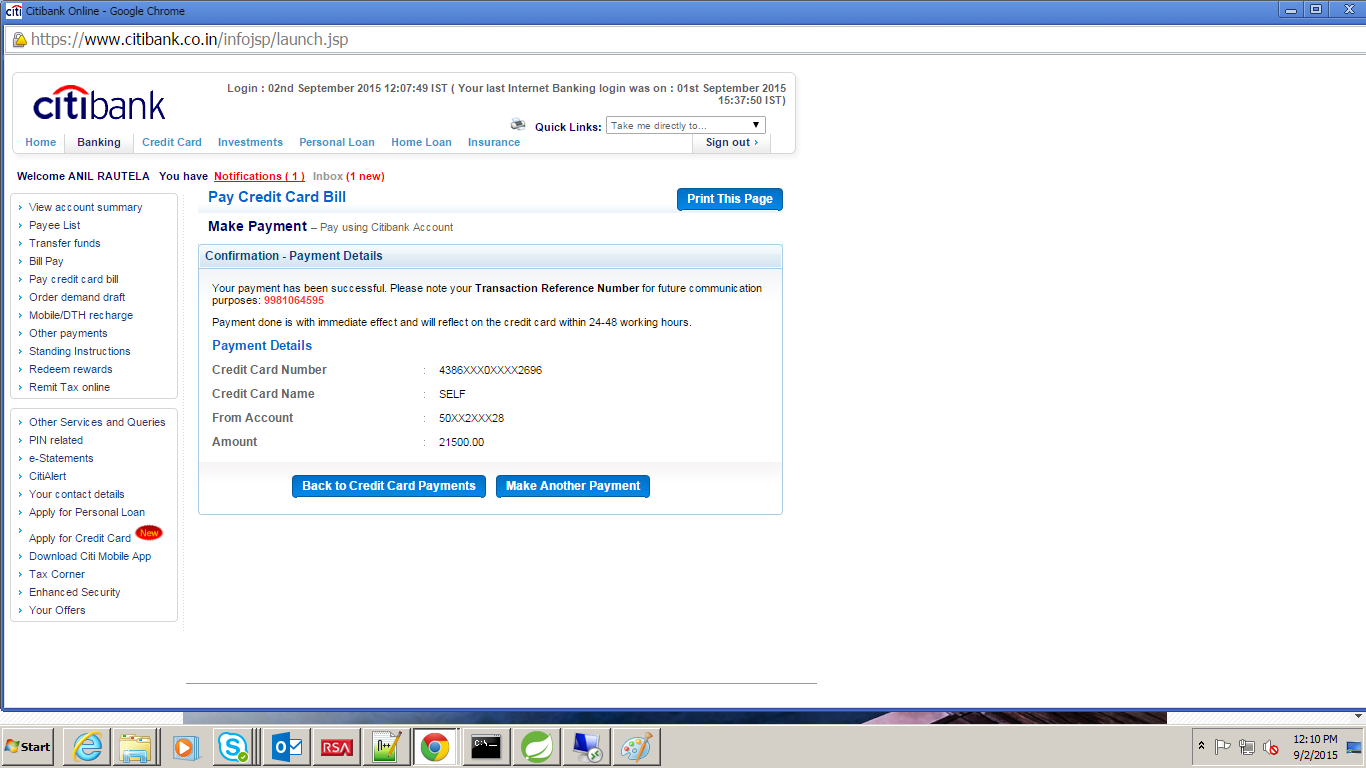 citi Citibank Online - Google Chrome
https://www.citibank.co.in/infojsp/launch.jsp
citibank
Login : 02nd September 2015 12:07:49 IST ( Your last Internet Banking login was on : 01st September 2015
15:37:50 IST)
Quick Links: Take me directly to...
Home Banking Credit Card Investments Personal Loan Home Loan Insurance Sign out ›
Welcome ANIL RAUTELA You have Notifications ( 1 ) Inbox (1 new)
View account summary
Payee List
Transfer funds
Bill Pay
Pay credit card bill
Order demand draft
Mobile/DTH recharge
Other payments
Standing Instructions
Redeem rewards
Remit Tax online
Other Services and Queries
PIN related
e-Statements
CitiAlert
Your contact details
Apply for Personal Loan
Apply for Credit Card New
Download Citi Mobile App
Tax Corner
Enhanced Security
Your Offers
Pay Credit Card Bill
Print This Page
Make Payment – Pay using Citibank Account
Confirmation - Payment Details
Your payment has been successful. Please note your Transaction Reference Number for future communication
purposes: 9981064595
Payment done is with immediate effect and will reflect on the credit card within 24-48 working hours.
Payment Details
Credit Card Number : 4386XXX0XXXX2696
Credit Card Name : SELF
From Account : 50XX2XXX28
Amount : 21500.00
Back to Credit Card Payments Make Another Payment
Start
RSA
C:\.
12:10 PM
9/2/2015